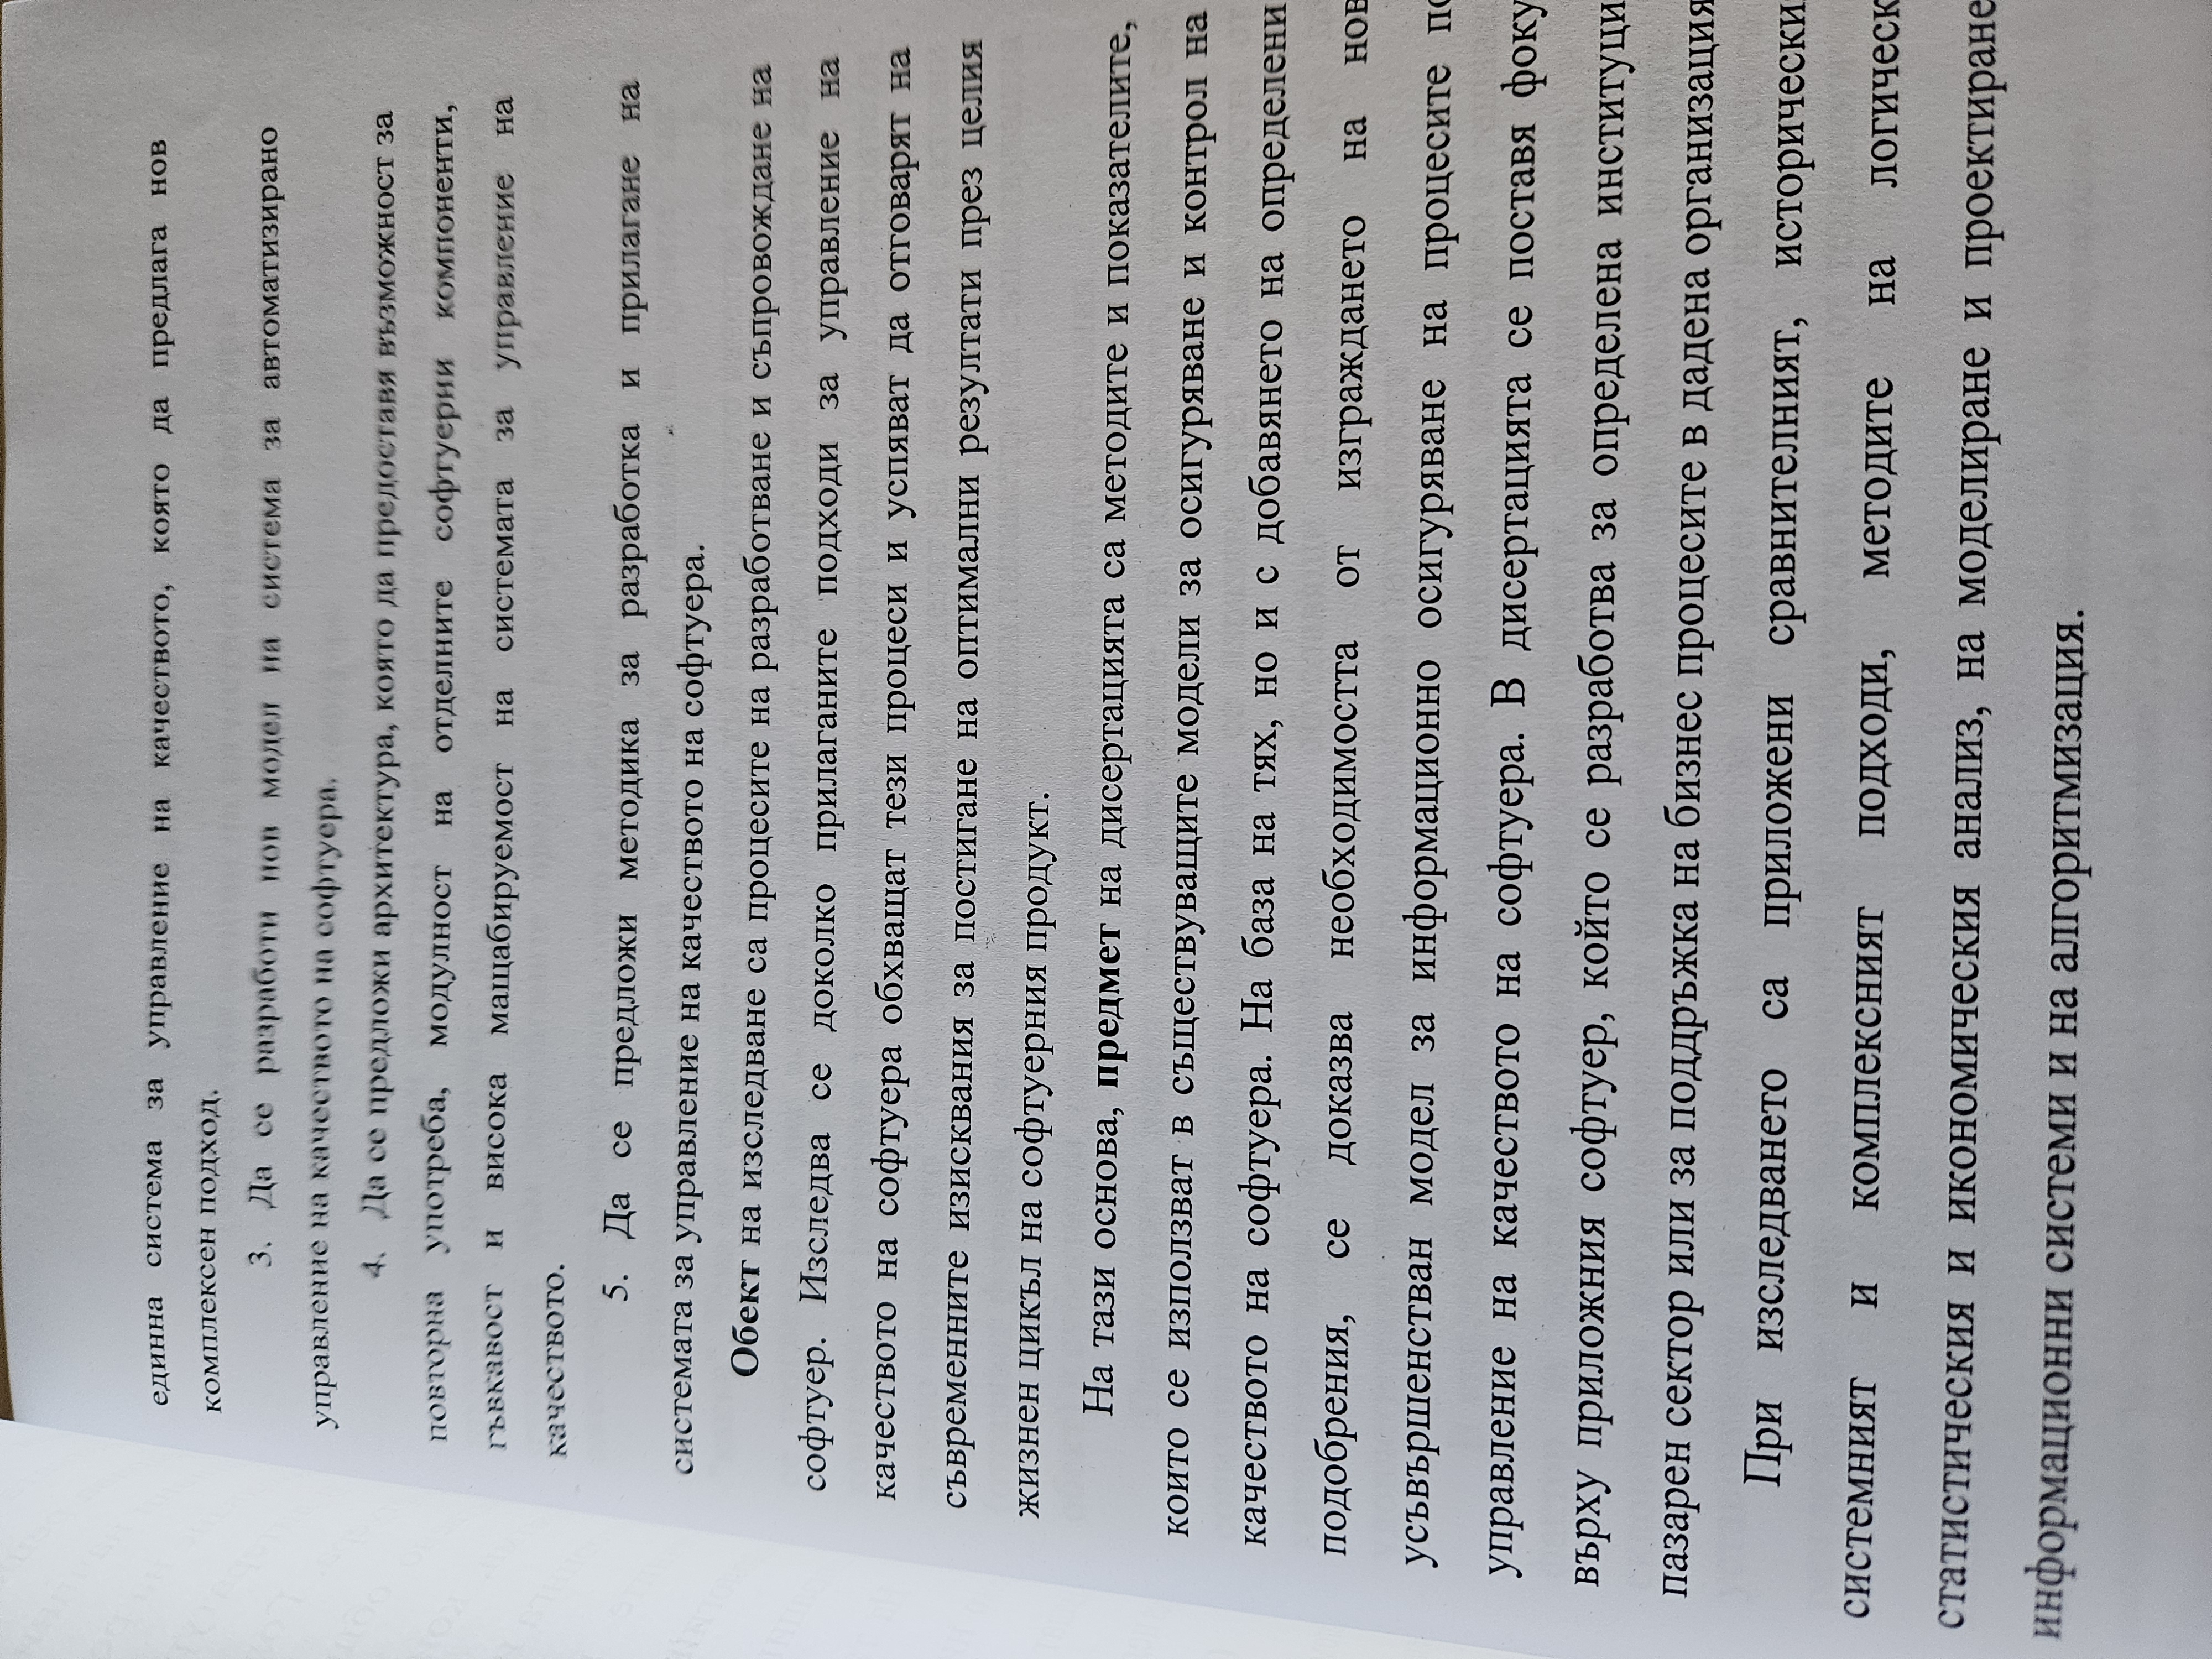 единна система за управление на качеството, която да предлага нов
комплексен подход.
3. Да се разработи нов модел на система за автоматизирано
управление на качеството на софтуера.
4. Да се предложи архитектура, която да предоставя възможност за
повторна употреба, модулност на отделните софтуерни компоненти,
гъвкавост и висока мащабируемост на системата за управление на
качеството.
5. Да се предложи методика за разработка и прилагане на
системата за управление на качеството на софтуера.
Обект на изследване са процесите на разработване и съпровождане на
софтуер. Изследва се доколко прилаганите подходи за управление на
качеството на софтуера обхващат тези процеси и успяват да отговарят на
съвременните изисквания за постигане на оптимални резултати през целия
жизнен цикъл на софтуерния продукт.
На тази основа, предмет на дисертацията са методите и показателите,
които се използват в съществуващите модели за осигуряване и контрол на
качеството на софтуера. На база на тях, но и с добавянето на определени
подобрения, се доказва необходимостта от изграждането на нов
усъвършенстван модел за информационно осигуряване на процесите по
управление на качеството на софтуера. В дисертацията се поставя фоку
върху приложния софтуер, който се разработва за определена институци
пазарен сектор или за поддръжка на бизнес процесите в дадена организация
При изследването са приложени сравнителният, исторически
системният и комплексният подходи, методите на логическ
статистическия и икономическия анализ, на моделиране и проектиране
информационни системи и на алгоритмизация.